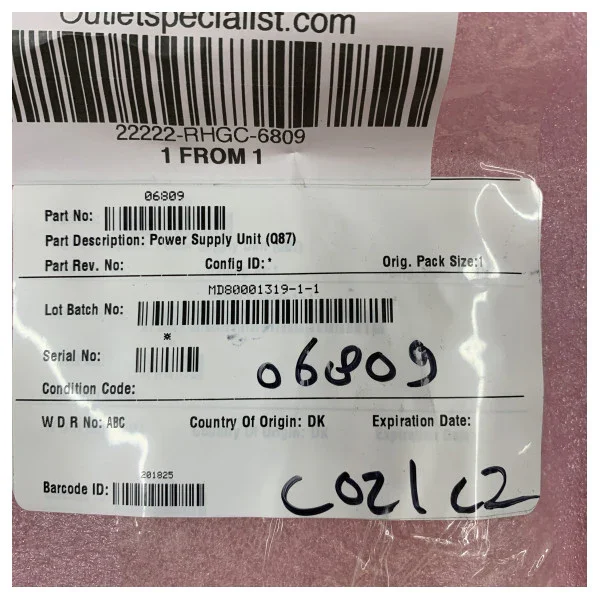 Outletspecialist.com
22222-RHGC-6809
1 FROM 1
06809
Part No:
Part Description: Power Supply Unit (Q87)
Part Rev. No: Config ID: * Orig. Pack Size:1
MD80001319-1-1
Lot Batch No:
*
Serial No:
06809
Condition Code:
W D R No: ABC Country Of Origin: DK Expiration Date:
201825
Barcode ID:
C021 C2